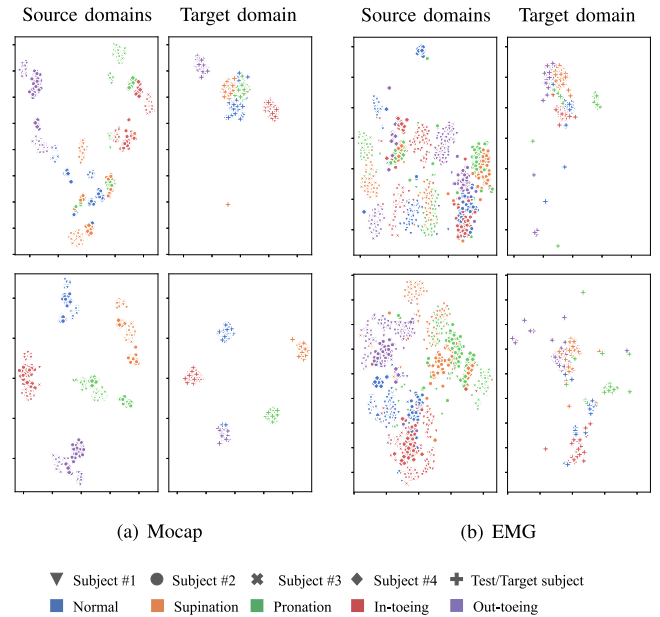 Source domains Target domain Source domains Target domain
(a) Mocap (b) EMG
Subject #1 Subject #2 Subject #3 Subject #4 Test/Target subject
Normal Supination Pronation In-toeing Out-toeing